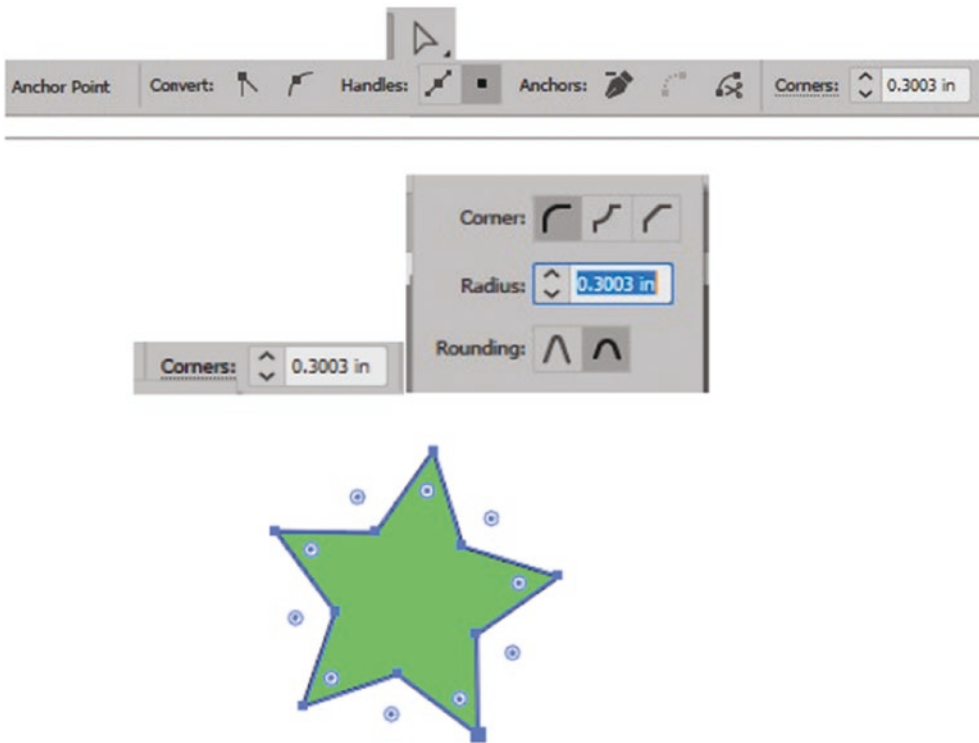 Anchor Point Convert: Handles: Anchors: Corners: 0.3003 in
Corner:
Radius: 0.3003 in
Rounding:
Corners: 0.3003 in